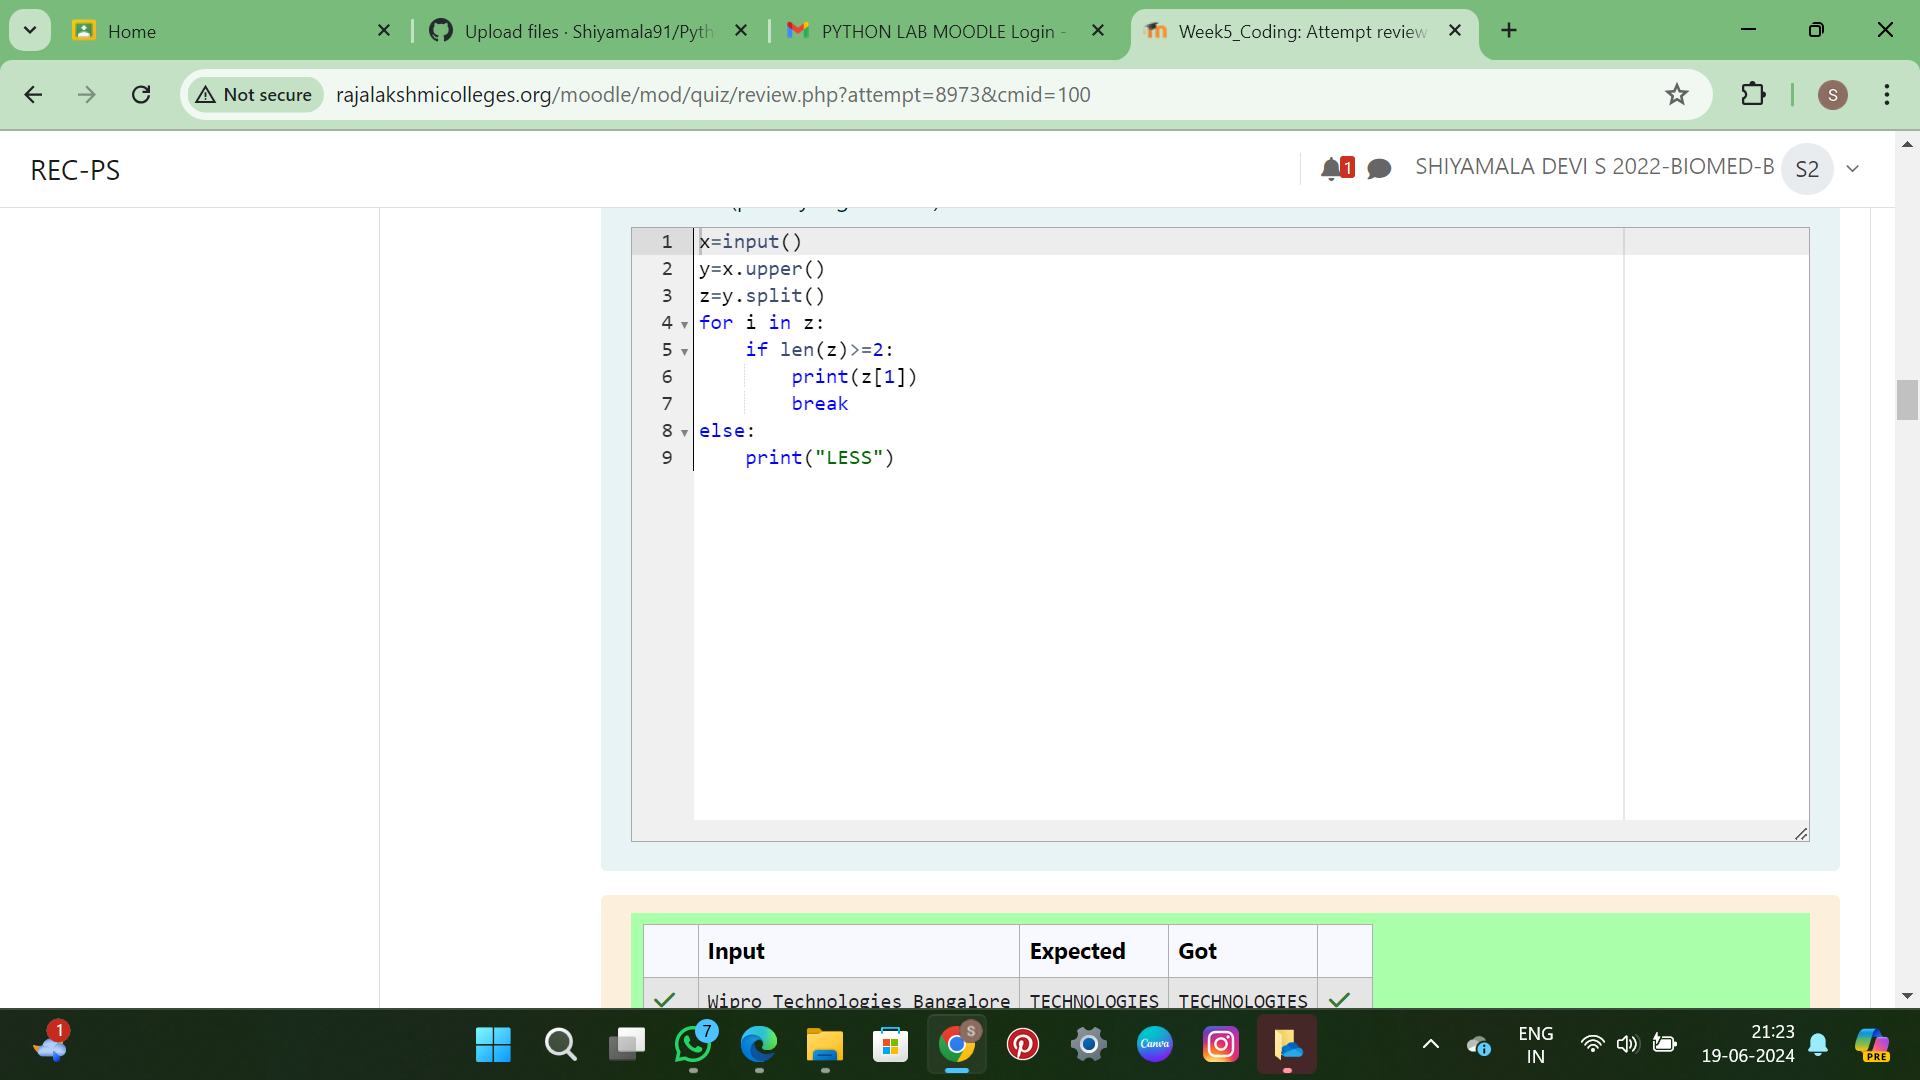 Home
Upload files · Shiyamala91/Pyth
PYTHON LAB MOODLE Login -
Week5_Coding: Attempt review
Not secure
rajalakshmicolleges.org/moodle/mod/quiz/review.php?attempt=8973&cmid=100
S
REC-PS
1
SHIYAMALA DEVI S 2022-BIOMED-B
S2
1 x=input()
2 y=x.upper()
3 z=y.split()
4 for i in z:
5 if len(z)>=2:
6 print(z[1])
7 break
8 else:
9 print("LESS")
Input Expected Got
Wipro Technologies Bangalore TECHNOLOGIES TECHNOLOGIES
1
7
S
Canva
ENG
IN
21:23
19-06-2024
PRE